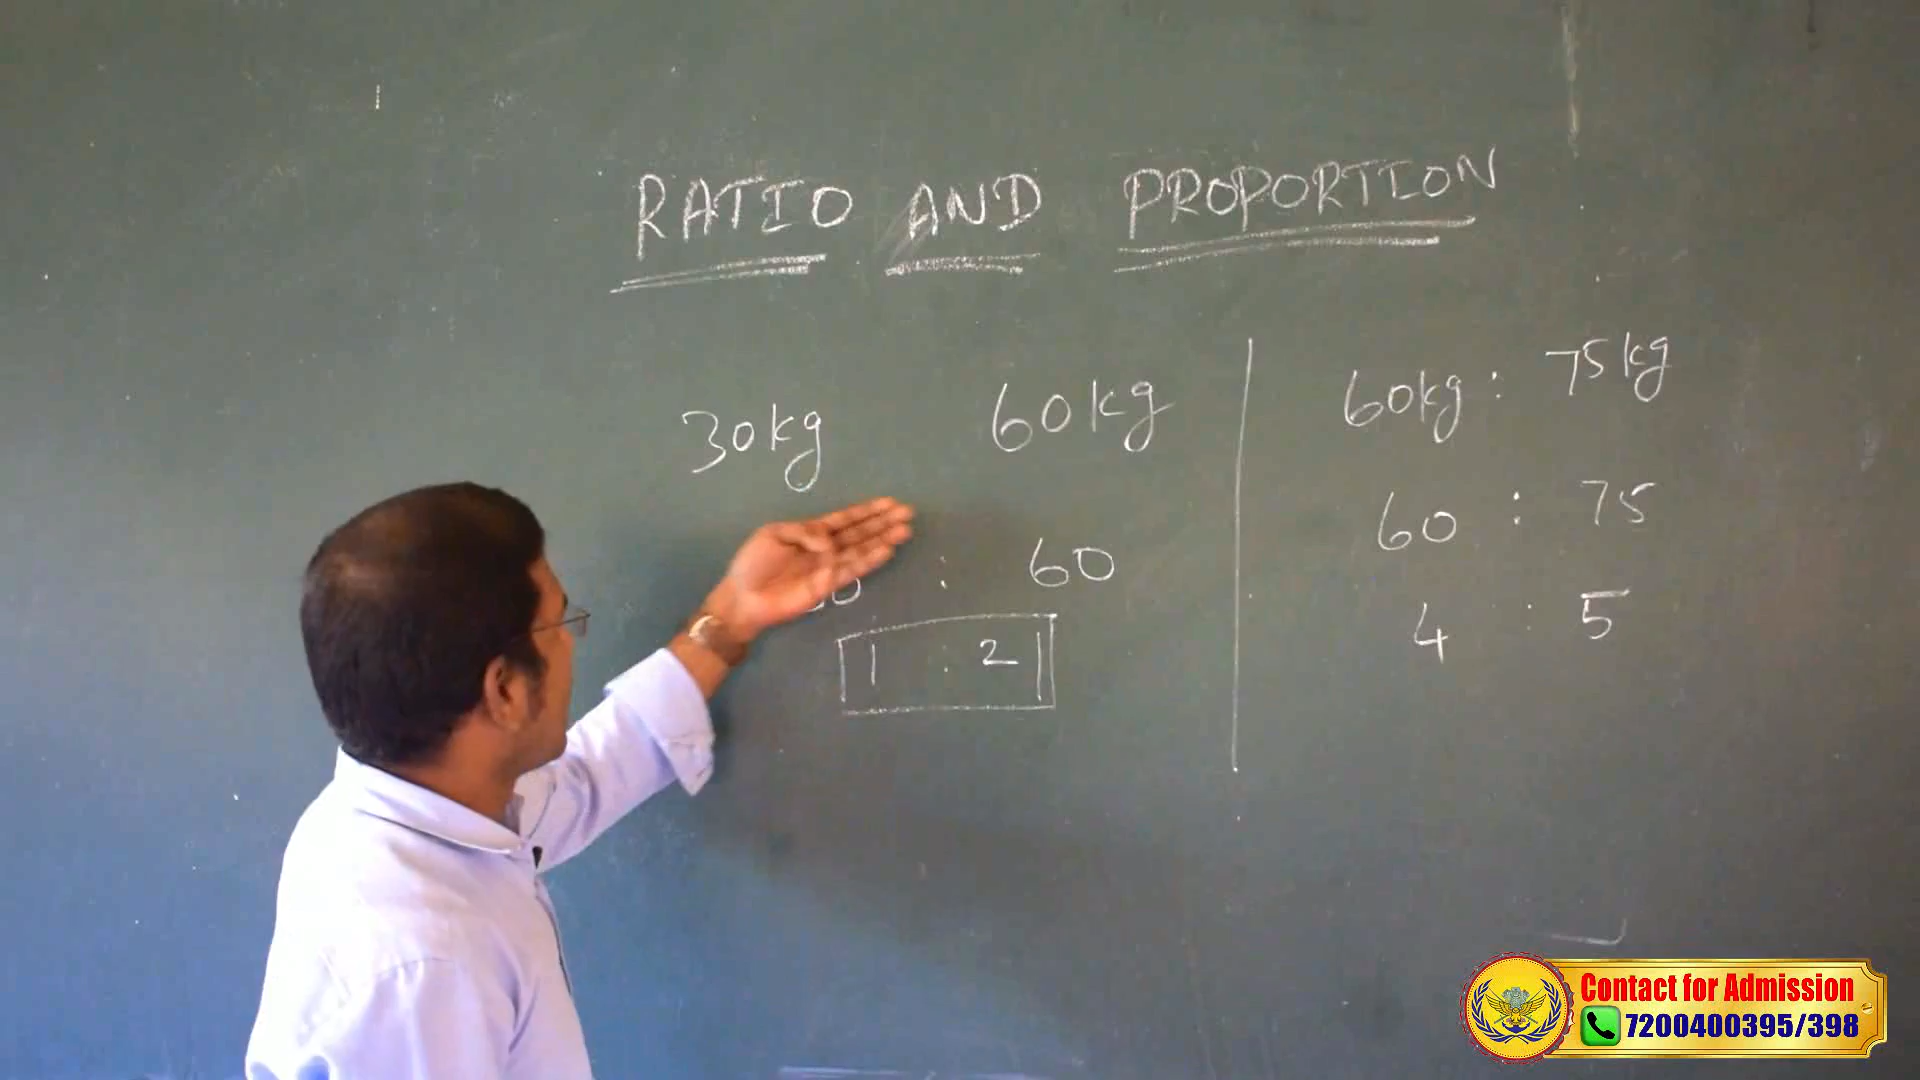 RATIO AND PROPORTION
30kg 60kg
: 60
1 : 2
60kg : 75kg
60 : 75
4 : 5
Contact for Admission
7200400395/398